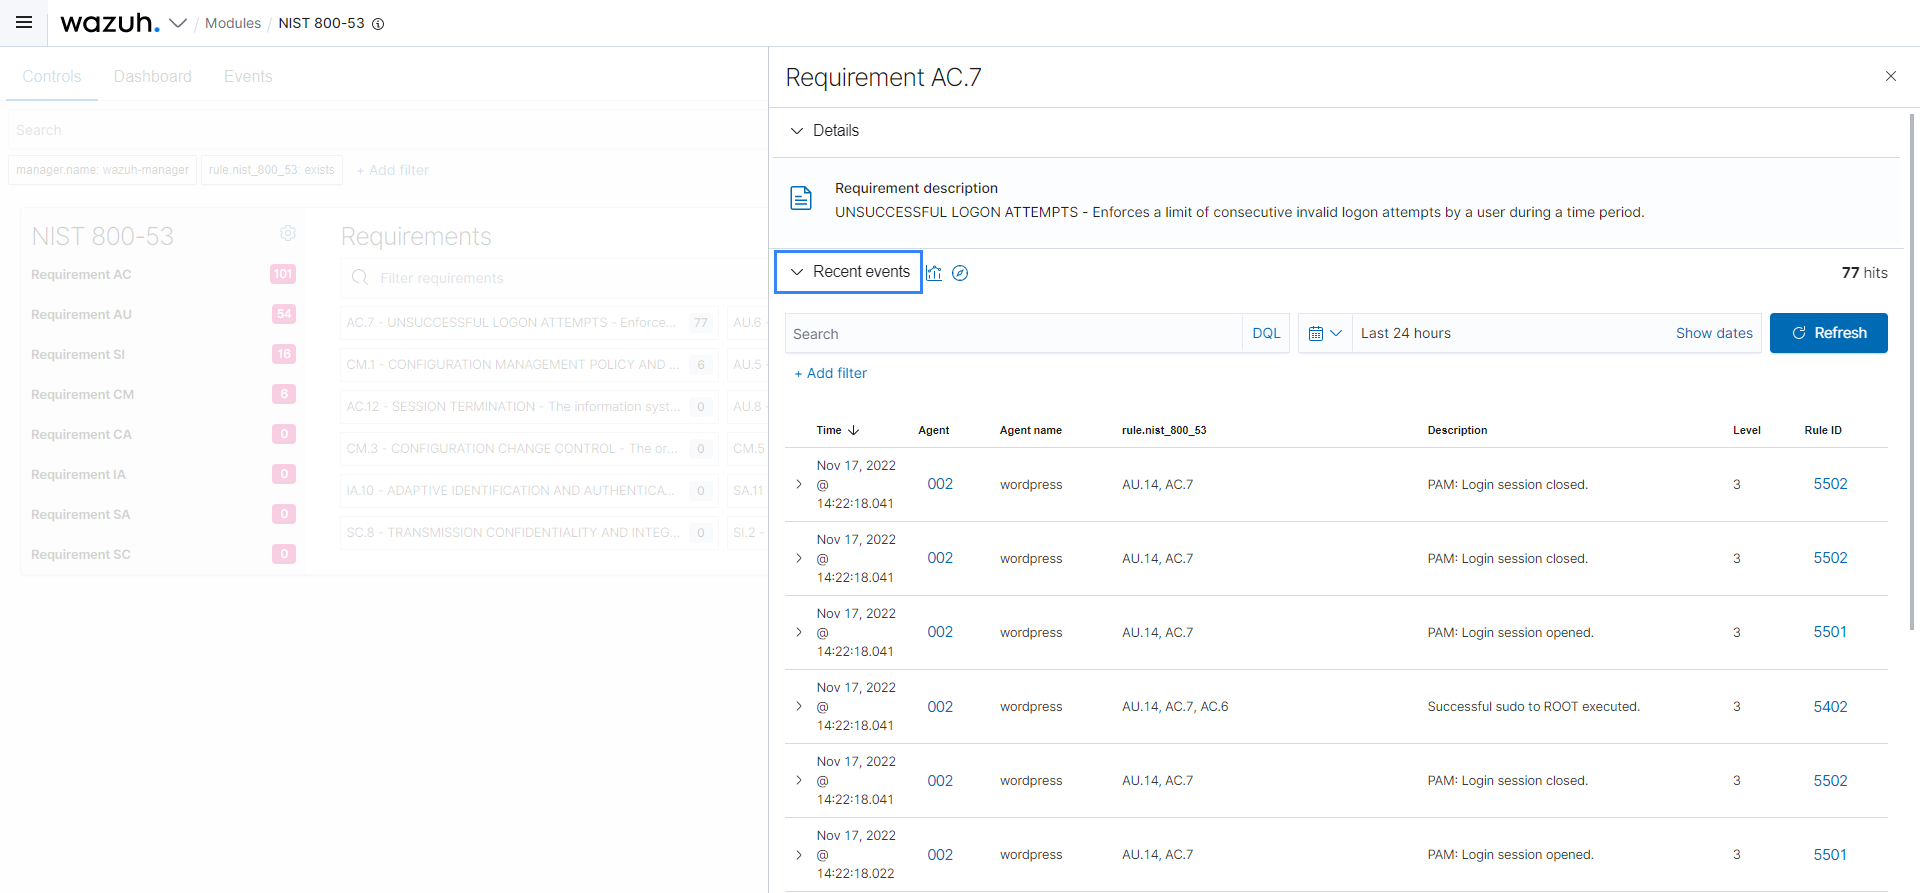 wazuh. / Modules / NIST 800-53
Controls Dashboard Events
Search
manager.name: wazuh-manager rule.nist_800_53: exists + Add filter
NIST 800-53
Requirement AC 101
Requirement AU 54
Requirement SI 16
Requirement CM 6
Requirement CA 0
Requirement IA 0
Requirement SA 0
Requirement SC 0
Requirements
Filter requirements
AC.7 - UNSUCCESSFUL LOGON ATTEMPTS - Enforce... 77 AU.6 -
CM.1 - CONFIGURATION MANAGEMENT POLICY AND ... 6 AU.5 -
AC.12 - SESSION TERMINATION - The information syst... 0 AU.8 -
CM.3 - CONFIGURATION CHANGE CONTROL - The or... 0 CM.5
IA.10 - ADAPTIVE IDENTIFICATION AND AUTHENTICA... 0 SA.11
SC.8 - TRANSMISSION CONFIDENTIALITY AND INTEG... 0 SI.2 -
Requirement AC.7
Details
Requirement description
UNSUCCESSFUL LOGON ATTEMPTS - Enforces a limit of consecutive invalid logon attempts by a user during a time period.
Recent events 77 hits
Search DQL Last 24 hours Show dates Refresh
+ Add filter
Time Agent Agent name rule.nist_800_53 Description Level Rule ID
Nov 17, 2022
@
14:22:18.041 002 wordpress AU.14, AC.7 PAM: Login session closed. 3 5502
Nov 17, 2022
@
14:22:18.041 002 wordpress AU.14, AC.7 PAM: Login session closed. 3 5502
Nov 17, 2022
@
14:22:18.041 002 wordpress AU.14, AC.7 PAM: Login session opened. 3 5501
Nov 17, 2022
@
14:22:18.041 002 wordpress AU.14, AC.7, AC.6 Successful sudo to ROOT executed. 3 5402
Nov 17, 2022
@
14:22:18.041 002 wordpress AU.14, AC.7 PAM: Login session closed. 3 5502
Nov 17, 2022
@
14:22:18.022 002 wordpress AU.14, AC.7 PAM: Login session opened. 3 5501